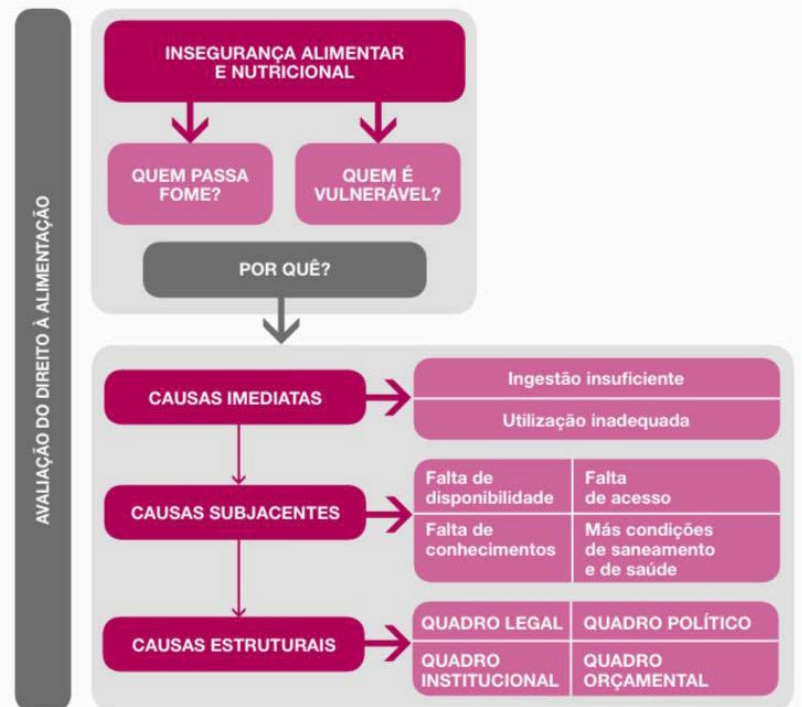 AVALIAÇÃO DO DIREITO À ALIMENTAÇÃO
INSEGURANÇA ALIMENTAR
E NUTRICIONAL
QUEM PASSA
FOME?
QUEM É
VULNERÁVEL?
POR QUÊ?
CAUSAS IMEDIATAS
Ingestão insuficiente
Utilização inadequada
CAUSAS SUBJACENTES
Falta de
disponibilidade
Falta
de acesso
Falta de
conhecimentos
Más condições
de saneamento
e de saúde
CAUSAS ESTRUTURAIS
QUADRO LEGAL
QUADRO POLÍTICO
QUADRO
INSTITUCIONAL
QUADRO
ORÇAMENTAL